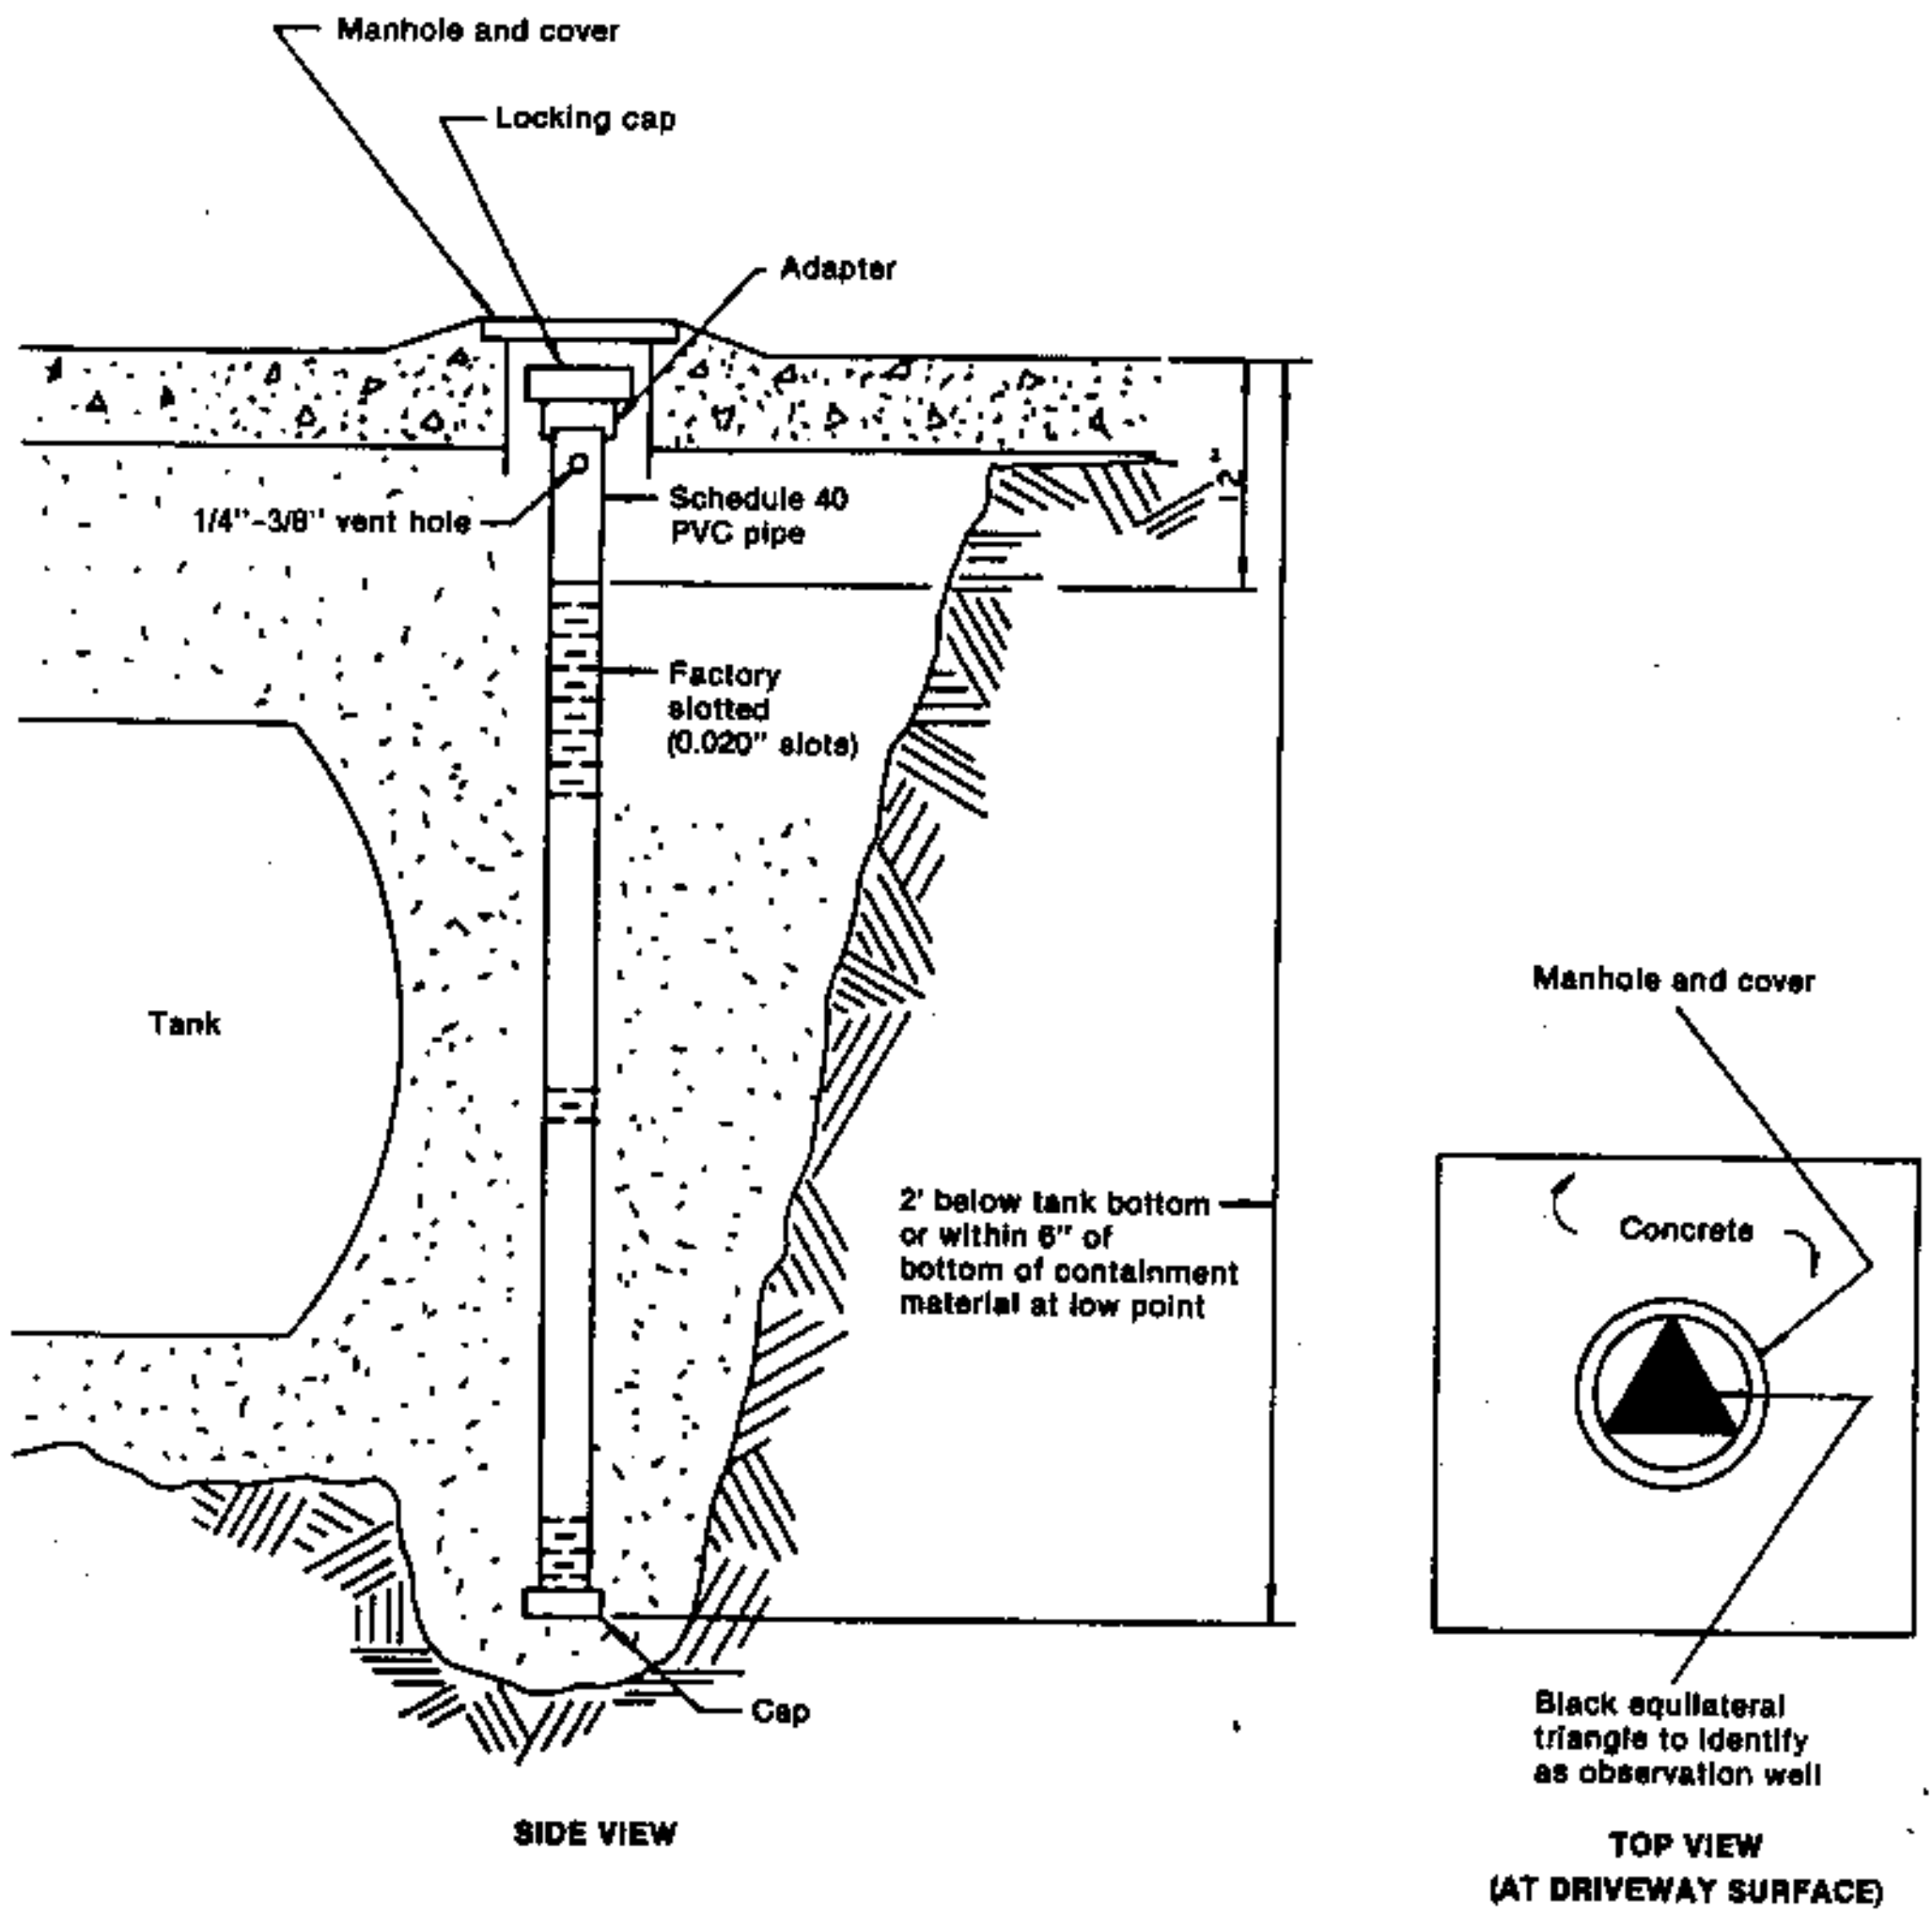 Manhole and cover
Locking cap
Adapter
12"
1/4"-3/8" vent hole
Schedule 40
PVC pipe
Factory
slotted
(0.020" slots)
Tank
2' below tank bottom
or within 6" of
bottom of containment
material at low point
Cap
SIDE VIEW
Manhole and cover
Concrete
Black equilateral
triangle to identify
as observation well
TOP VIEW
(AT DRIVEWAY SURFACE)